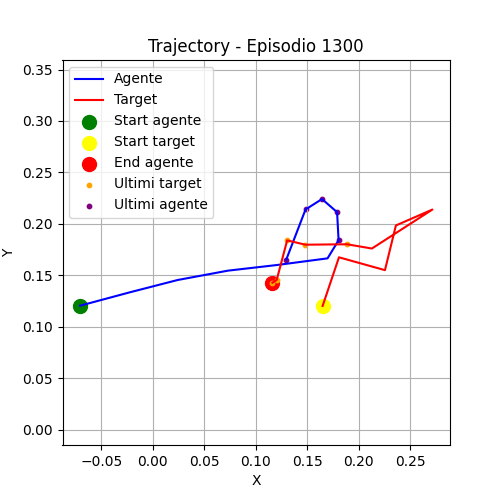 Trajectory - Episodio 1300
Agente
Target
Start agente
Start target
End agente
Ultimi target
Ultimi agente
Y
0.35
0.30
0.25
0.20
0.15
0.10
0.05
0.00
−0.05
0.00
0.05
0.10
0.15
0.20
0.25
X